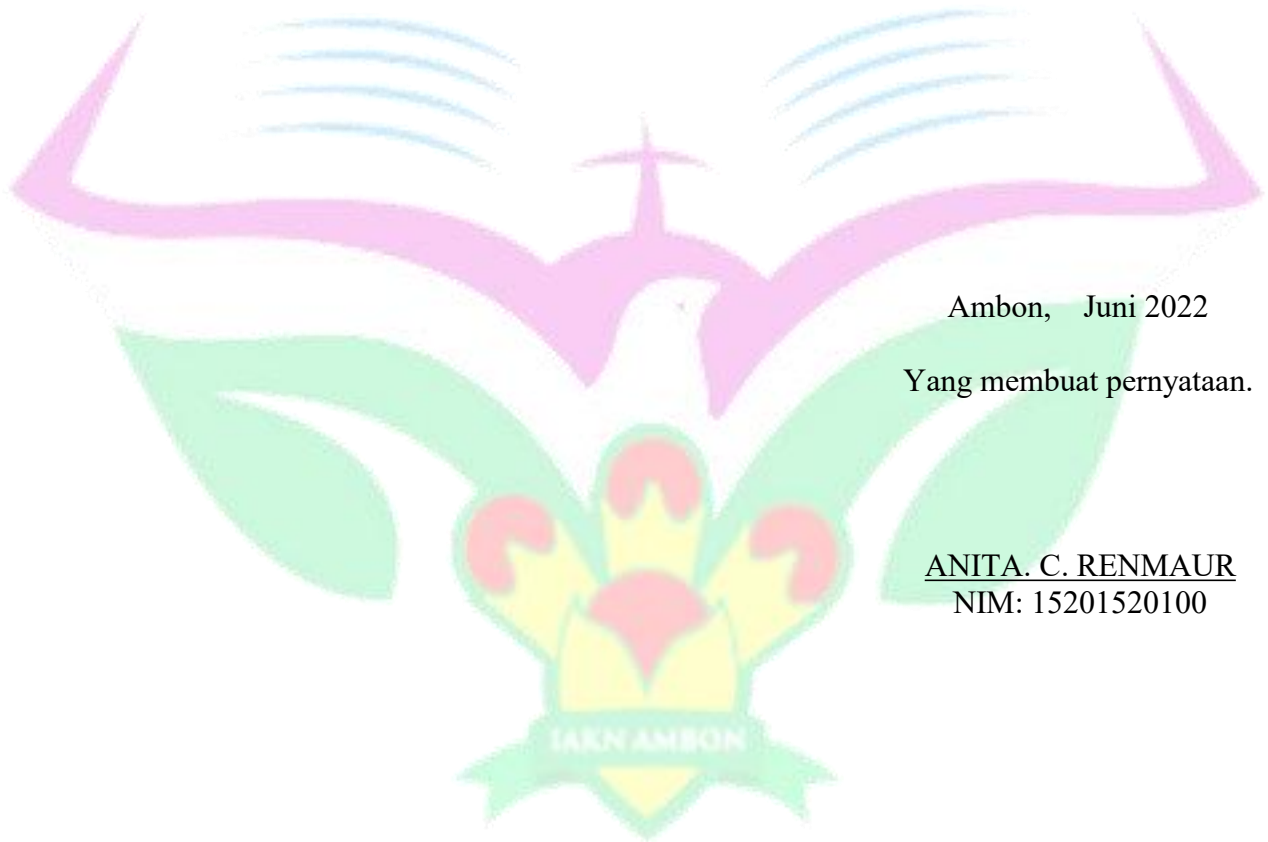 Ambon, Juni 2022
Yang membuat pernyataan.
ANITA. C. RENMAUR
NIM: 15201520100
IAKN AMBON